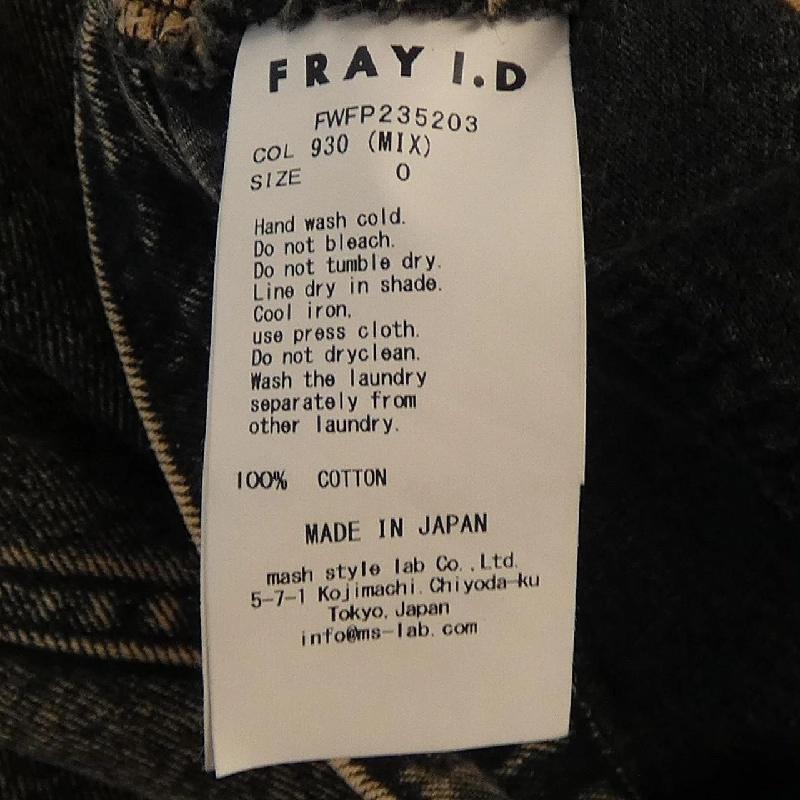 FRAY I.D
FWFP235203
COL 930 (MIX)
SIZE 0
Hand wash cold.
Do not bleach.
Do not tumble dry.
Line dry in shade.
Cool iron,
use press cloth.
Do not dryclean.
Wash the laundry
separately from
other laundry.
100% COTTON
MADE IN JAPAN
mash style lab Co.,Ltd.
5-7-1 Kojimachi,Chiyoda-ku
Tokyo,Japan
info@ms-lab.com